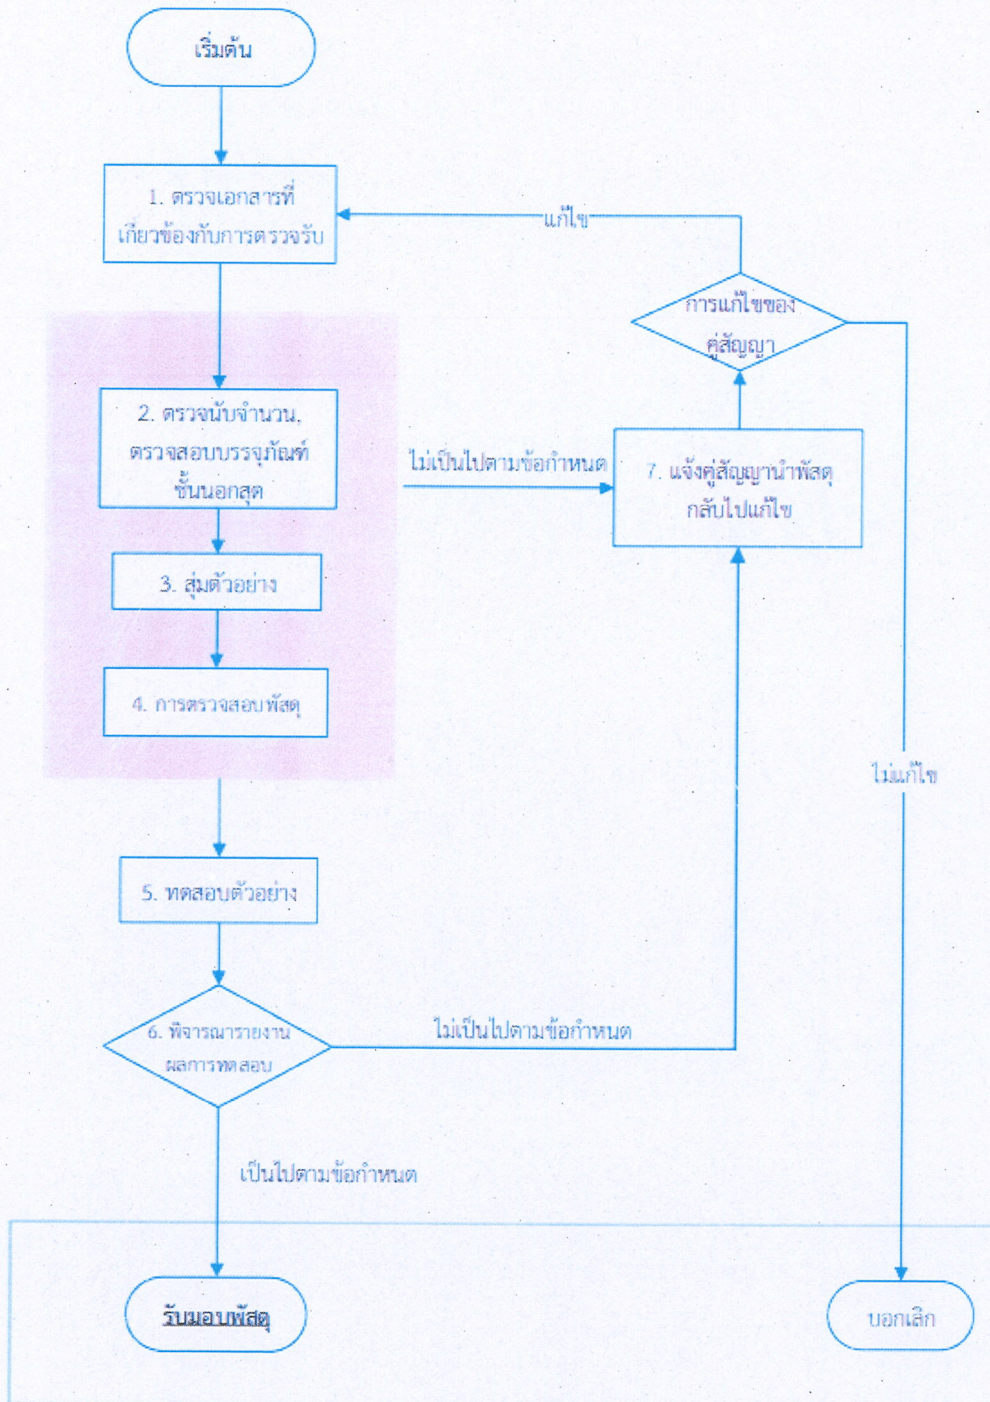 เริ่มต้น
1. ตรวจเอกสารที่
เกี่ยวข้องกับการตรวจรับ
แก้ไข
การแก้ไขของ
คู่สัญญา
2. ตรวจนับจำนวน,
ตรวจสอบบรรจุภัณฑ์
ชั้นนอกสุด
ไม่เป็นไปตามข้อกำหนด
7. แจ้งคู่สัญญานำพัสดุ
กลับไปแก้ไข
3. สุ่มตัวอย่าง
4. การตรวจสอบพัสดุ
ไม่แก้ไข
5. ทดสอบตัวอย่าง
6. พิจารณารายงาน
ผลการทดสอบ
ไม่เป็นไปตามข้อกำหนด
เป็นไปตามข้อกำหนด
รับมอบพัสดุ
บอกเลิก